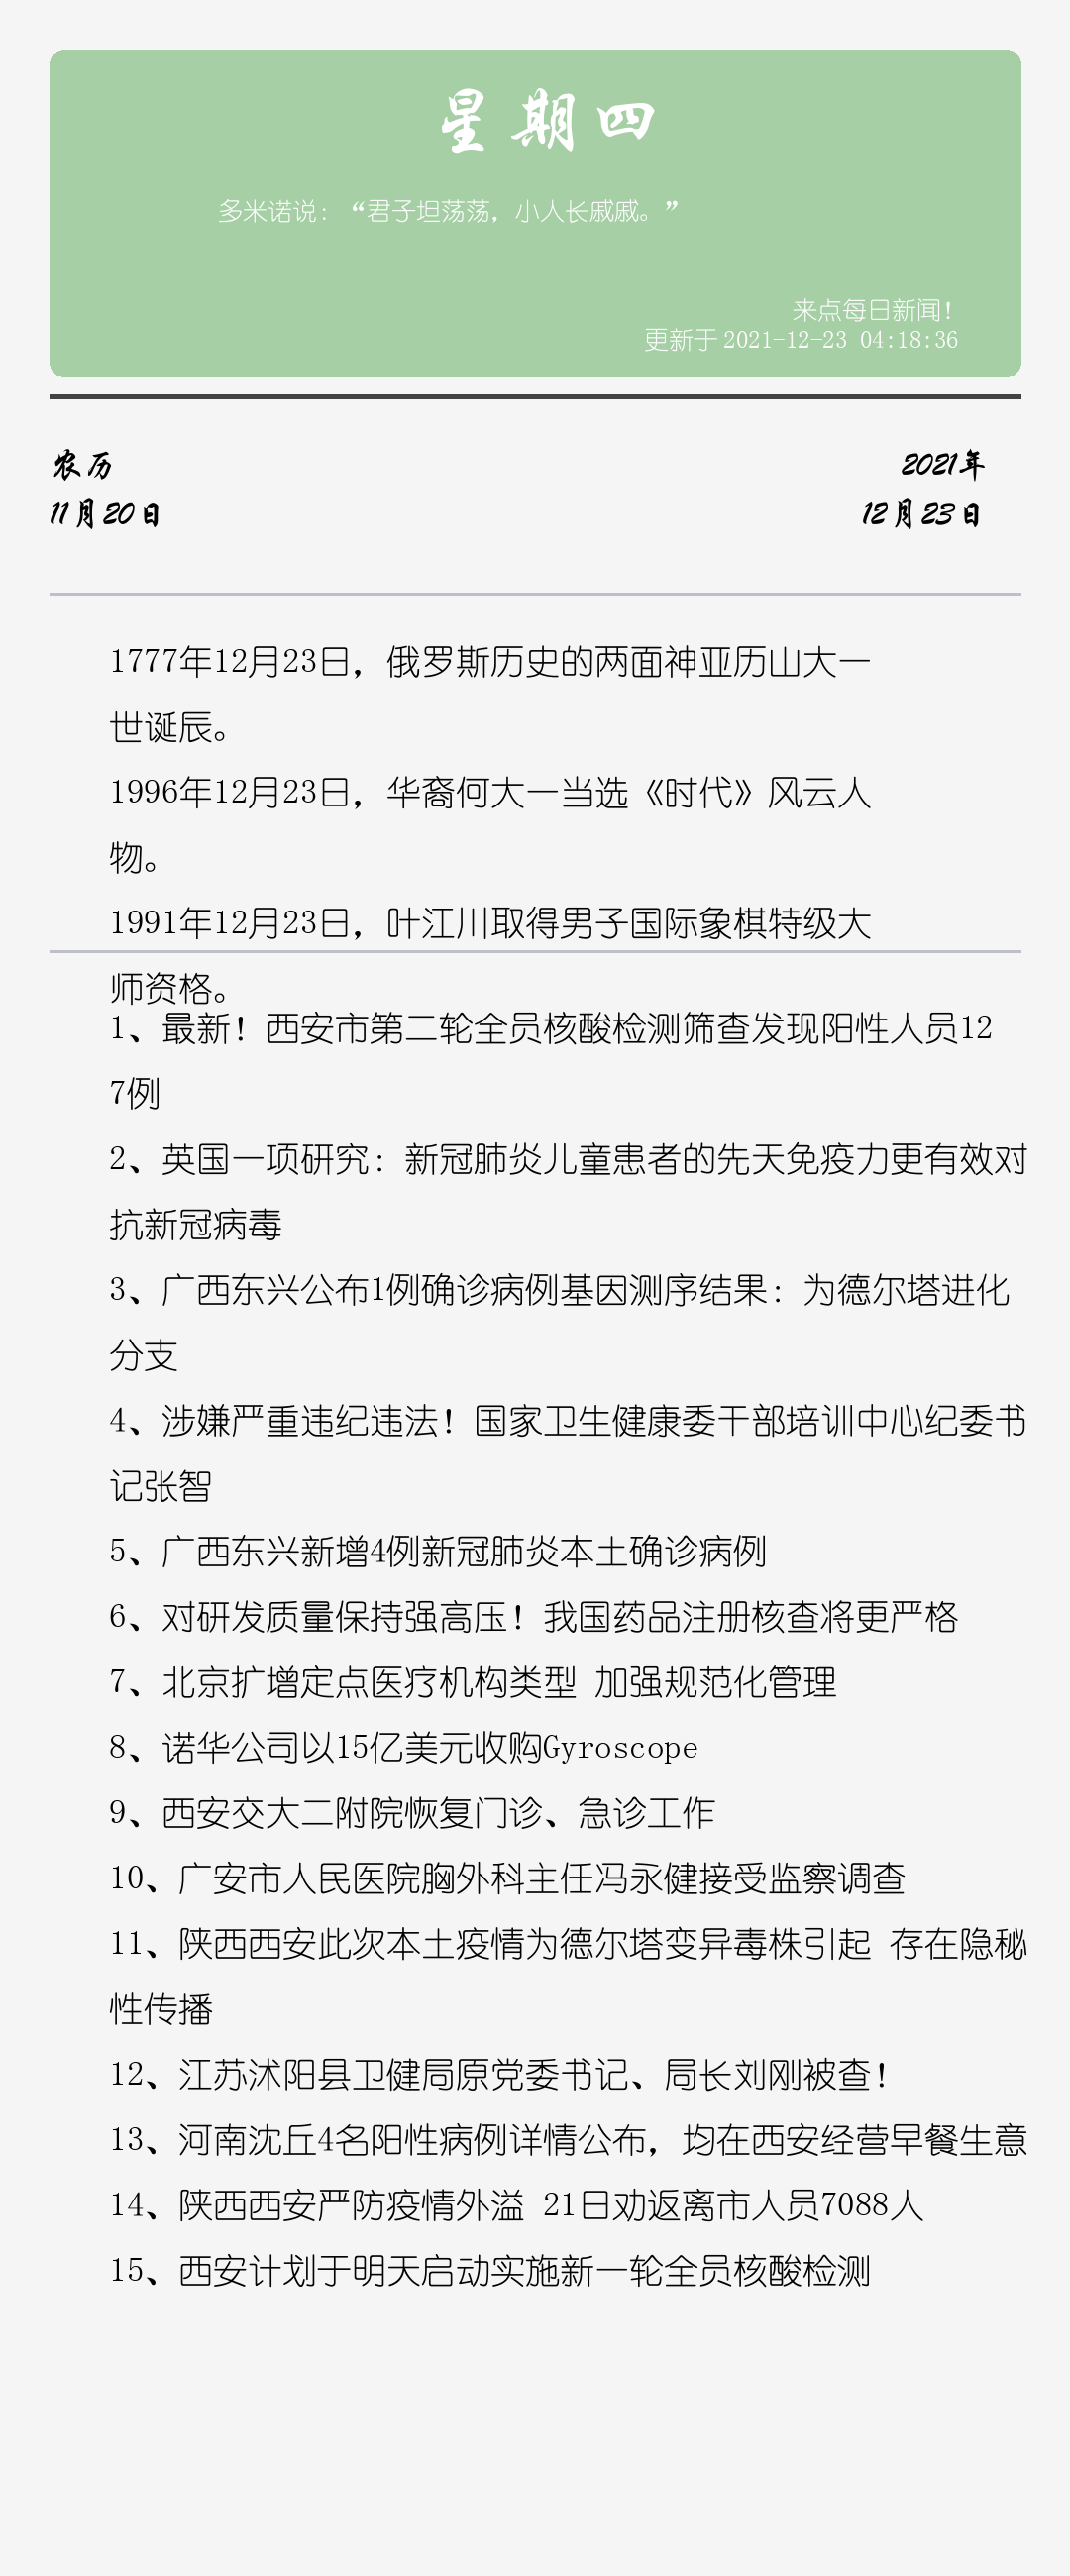 星期四
多米诺说：“君子坦荡荡，小人长戚戚。”
来点每日新闻！
更新于2021-12-23 04:18:36
农历
2021年
11月20日
12月23日
1777年12月23日，俄罗斯历史的两面神亚历山大一
世诞辰。
1996年12月23日，华裔何大一当选《时代》风云人
物。
1991年12月23日，叶江川取得男子国际象棋特级大
师资格。
1、最新！西安市第二轮全员核酸检测筛查发现阳性人员12
7例
2、英国一项研究：新冠肺炎儿童患者的先天免疫力更有效对
抗新冠病毒
3、广西东兴公布1例确诊病例基因测序结果：为德尔塔进化
分支
4、涉嫌严重违纪违法！国家卫生健康委干部培训中心纪委书
记张智
5、广西东兴新增4例新冠肺炎本土确诊病例
6、对研发质量保持强高压！我国药品注册核查将更严格
7、北京扩增定点医疗机构类型 加强规范化管理
8、诺华公司以15亿美元收购Gyroscope
9、西安交大二附院恢复门诊、急诊工作
10、广安市人民医院胸外科主任冯永健接受监察调查
11、陕西西安此次本土疫情为德尔塔变异毒株引起 存在隐秘
性传播
12、江苏沭阳县卫健局原党委书记、局长刘刚被查！
13、河南沈丘4名阳性病例详情公布，均在西安经营早餐生意
14、陕西西安严防疫情外溢 21日劝返离市人员7088人
15、西安计划于明天启动实施新一轮全员核酸检测